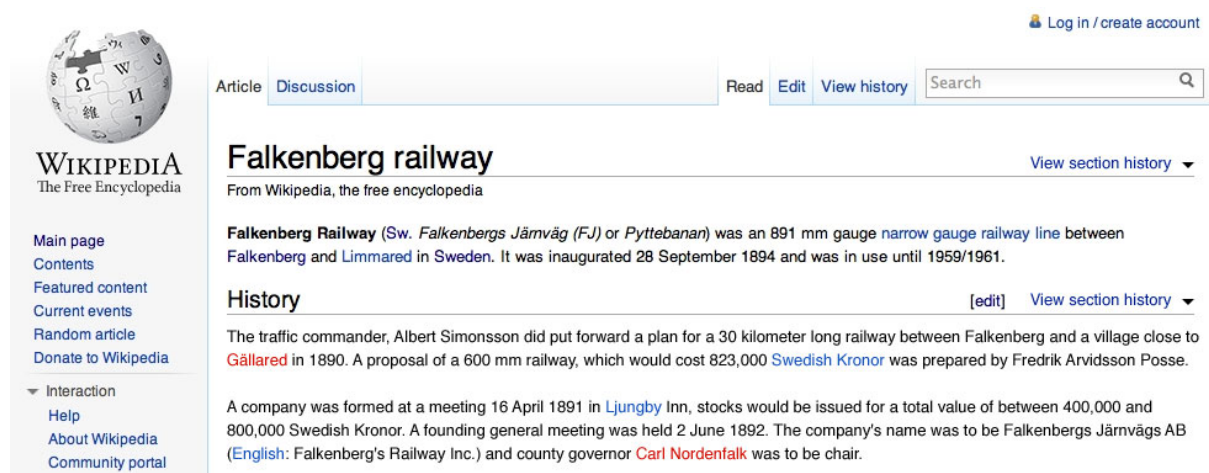 Log in / create account
Article Discussion Read Edit View history Search
WIKIPEDIA
The Free Encyclopedia
Main page
Contents
Featured content
Current events
Random article
Donate to Wikipedia
Interaction
Help
About Wikipedia
Community portal
Falkenberg railway View section history
From Wikipedia, the free encyclopedia
Falkenberg Railway (Sw. Falkenbergs Järnväg (FJ) or Pyttebanan) was an 891 mm gauge narrow gauge railway line between
Falkenberg and Limmared in Sweden. It was inaugurated 28 September 1894 and was in use until 1959/1961.
History [edit] View section history
The traffic commander, Albert Simonsson did put forward a plan for a 30 kilometer long railway between Falkenberg and a village close to
Gällared in 1890. A proposal of a 600 mm railway, which would cost 823,000 Swedish Kronor was prepared by Fredrik Arvidsson Posse.
A company was formed at a meeting 16 April 1891 in Ljungby Inn, stocks would be issued for a total value of between 400,000 and
800,000 Swedish Kronor. A founding general meeting was held 2 June 1892. The company's name was to be Falkenbergs Järnvägs AB
(English: Falkenberg's Railway Inc.) and county governor Carl Nordenfalk was to be chair.